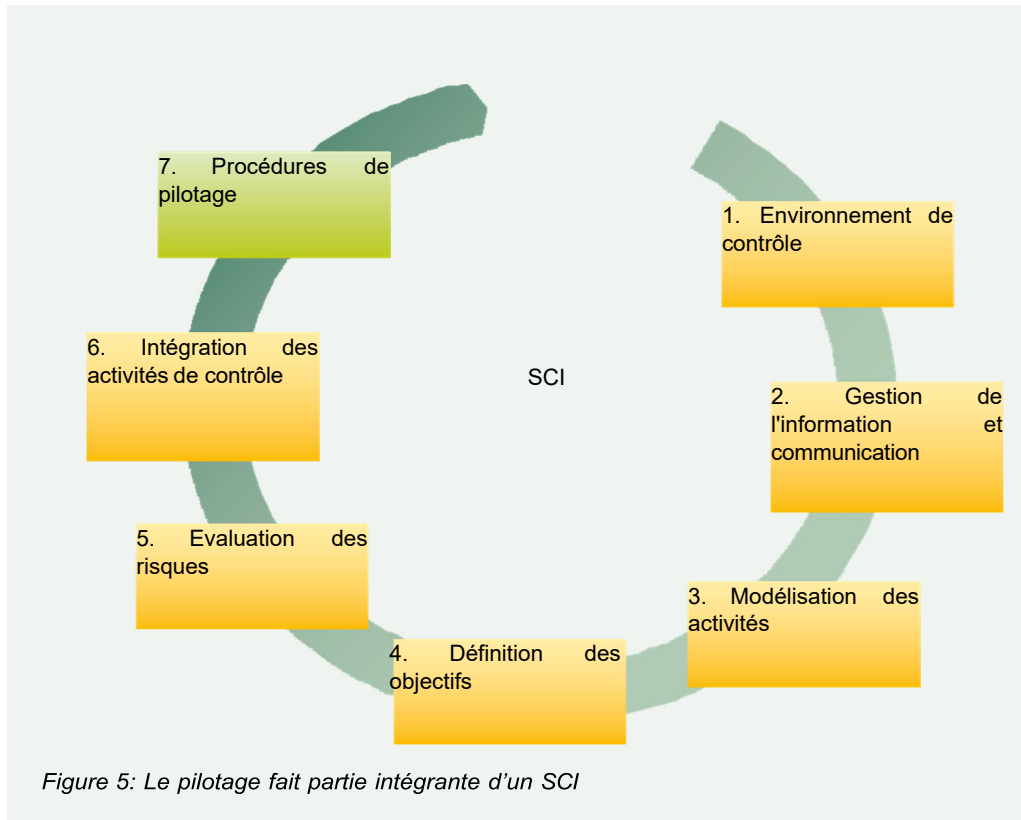 7. Procédures de
pilotage
1. Environnement de
contrôle
6. Intégration des
activités de contrôle
SCI
2. Gestion de
l'information et
communication
5. Evaluation des
risques
3. Modélisation des
activités
4. Définition des
objectifs
Figure 5: Le pilotage fait partie intégrante d’un SCI